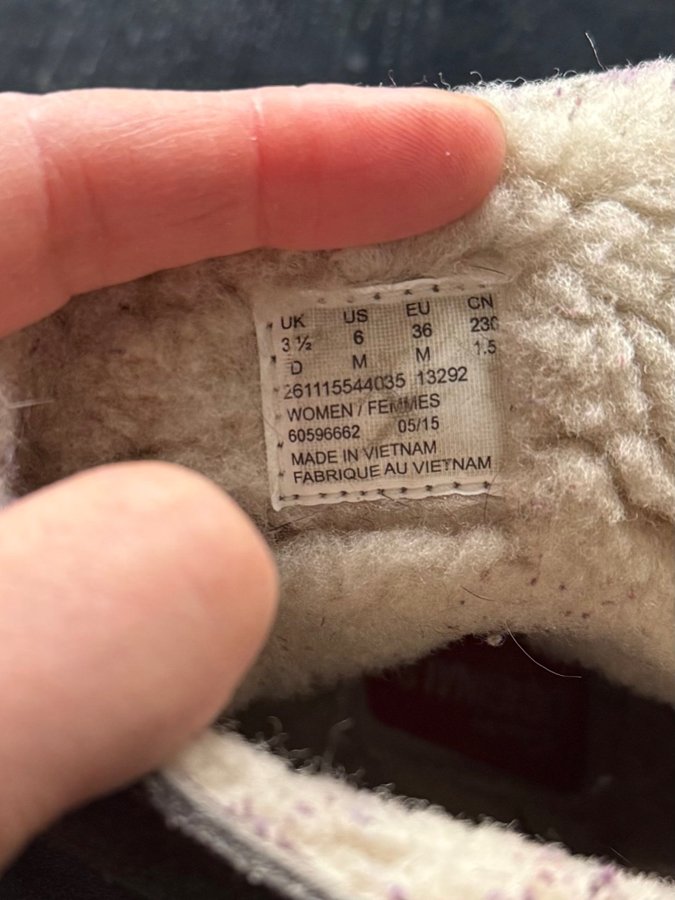 UK US EU CN
3 ½ 6 36 230
D M M 1.5
261115544035 13292
WOMEN / FEMMES
60596662 05/15
MADE IN VIETNAM
FABRIQUE AU VIETNAM